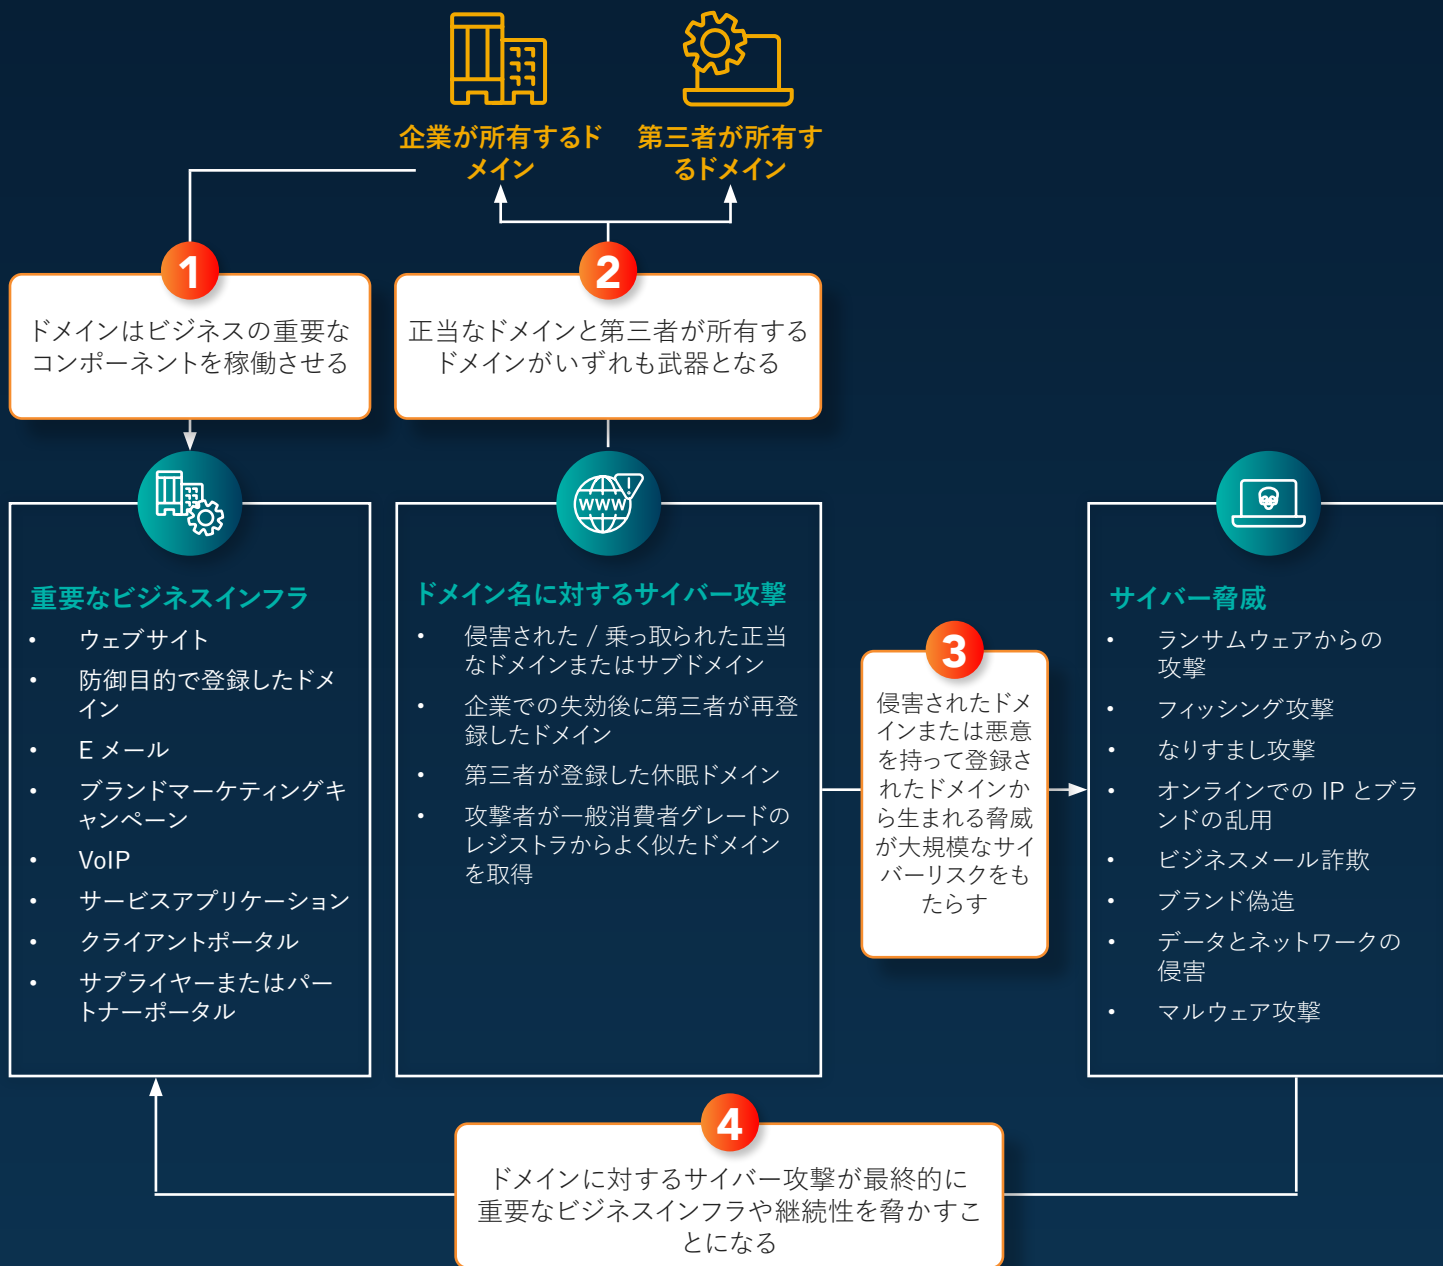 企業が所有するド
メイン
第三者が所有す
るドメイン
1
ドメインはビジネスの重要な
コンポーネントを稼働させる
2
正当なドメインと第三者が所有する
ドメインがいずれも武器となる
重要なビジネスインフラ
• ウェブサイト
• 防御目的で登録したドメ
イン
• E メール
• ブランドマーケティングキ
ャンペーン
• VoIP
• サービスアプリケーション
• クライアントポータル
• サプライヤーまたはパー
トナーポータル
WWW
!
ドメイン名に対するサイバー攻撃
• 侵害された / 乗っ取られた正当
なドメインまたはサブドメイン
• 企業での失効後に第三者が再登
録したドメイン
• 第三者が登録した休眠ドメイン
• 攻撃者が一般消費者グレードの
レジストラからよく似たドメイン
を取得
3
侵害されたドメ
インまたは悪意
を持って登録さ
れたドメインか
ら生まれる脅威
が大規模なサイ
バーリスクをも
たらす
サイバー脅威
• ランサムウェアからの
攻撃
• フィッシング攻撃
• なりすまし攻撃
• オンラインでの IP とブラ
ンドの乱用
• ビジネスメール詐欺
• ブランド偽造
• データとネットワークの
侵害
• マルウェア攻撃
4
ドメインに対するサイバー攻撃が最終的に
重要なビジネスインフラや継続性を脅かすこ
とになる